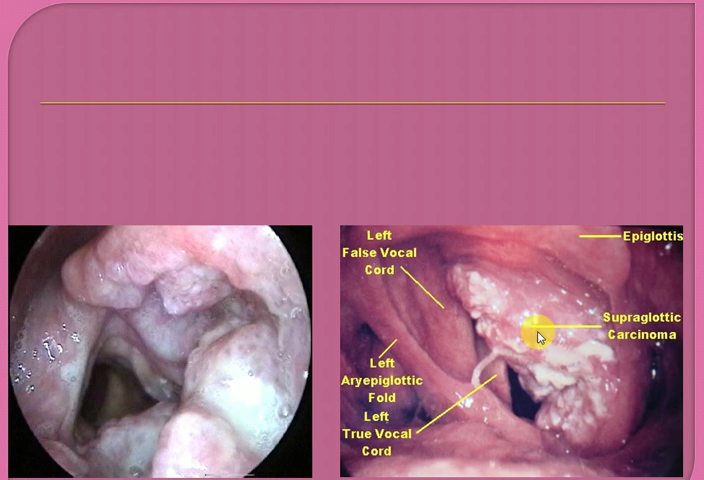 Left
False Vocal
Cord
Epiglottis
Supraglottic
Carcinoma
Left
Aryepiglottic
Fold
Left
True Vocal
Cord